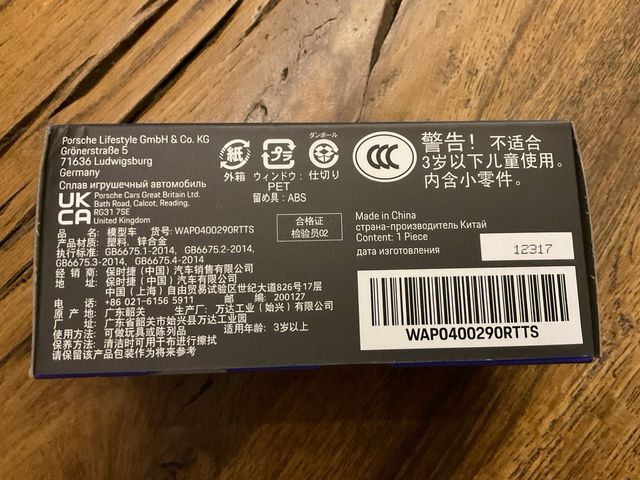 Porsche Lifestyle GmbH & Co. KG
Grönerstraße 5
71636 Ludwigsburg
Germany
Сплав игрушечный автомобиль
UK
CA
Porsche Cars Great Britain Ltd.
Bath Road, Calcot, Reading,
RG31 7SE
United Kingdom
品 名: 模型车 货号: WAP0400290RTTS
产品材质: 塑料, 锌合金
执行标准: GB6675.1-2014, GB6675.2-2014,
GB6675.3-2014, GB6675.4-2014
经 销 商: 保时捷（中国）汽车销售有限公司
地 址: 保时捷（中国）汽车有限公司
中国（上海）自由贸易试验区世纪大道826号17层
电 话: +86 021-6156 5911 邮 编: 200127
原 产 地: 广东韶关 生产厂: 万达工业（始兴）有限公司
厂 址: 广东省韶关市始兴县万达工业园
使用方法: 可做玩具或陈列品 适用年龄: 3岁以上
保养方法: 清洁时可用干布进行擦拭
请保留该产品包装作为将来参考
紙
外箱
プラ
ウィンドウ:
PET
留め具: ABS
ダンボール
仕切り
合格证
检验员02
CCC
警告! 不适合
3岁以下儿童使用。
内含小零件。
Made in China
страна-производитель Китай
Content: 1 Piece
дата изготовления
12317
WAP0400290RTTS